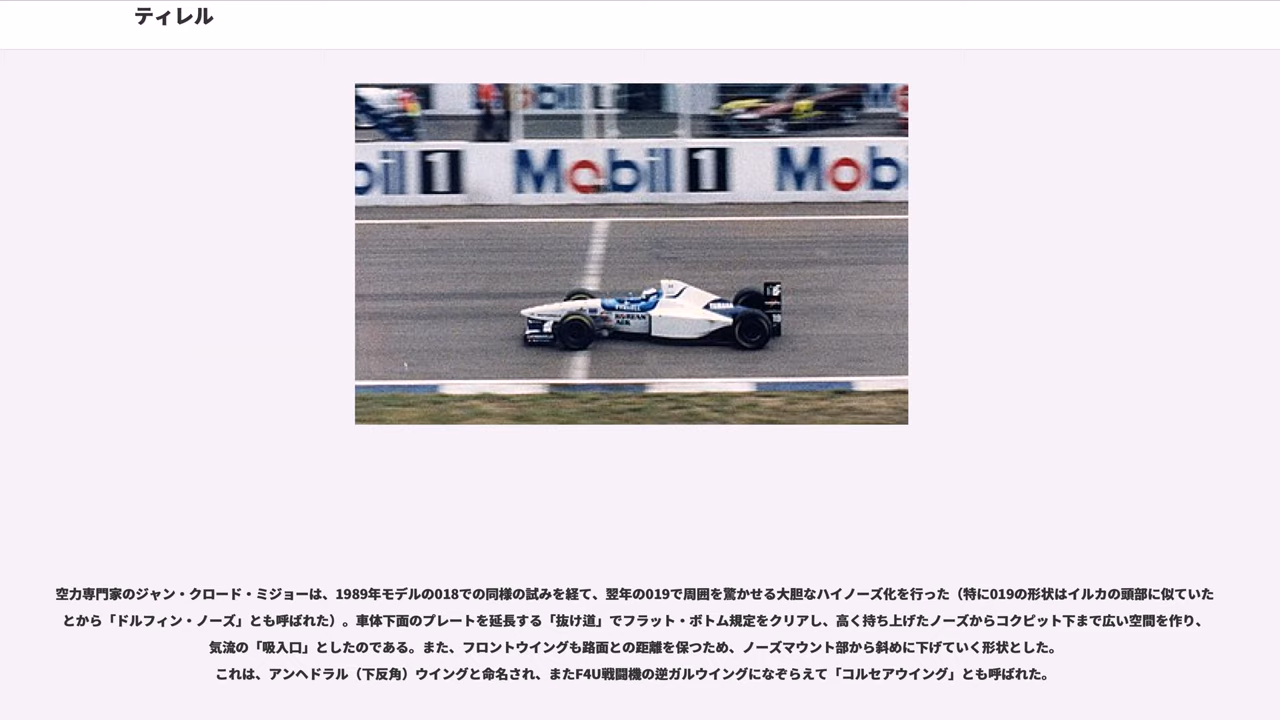 ティレル
obil 1
bil 1 Mobil 1 Mobi
YAMAHA
KOREAN
AIR
空力専門家のジャン・クロード・ミジョーは、1989年モデルの018での同様の試みを経て、翌年の019で周囲を驚かせる大胆なハイノーズ化を行った（特に019の形状はイルカの頭部に似ていた
とから「ドルフィン・ノーズ」とも呼ばれた）。車体下面のプレートを延長する「抜け道」でフラット・ボトム規定をクリアし、高く持ち上げたノーズからコクピット下まで広い空間を作り、
気流の「吸入口」としたのである。また、フロントウイングも路面との距離を保つため、ノーズマウント部から斜めに下げていく形状とした。
これは、アンヘドラル（下反角）ウイングと命名され、またF4U戦闘機の逆ガルウイングになぞらえて「コルセアウイング」とも呼ばれた。